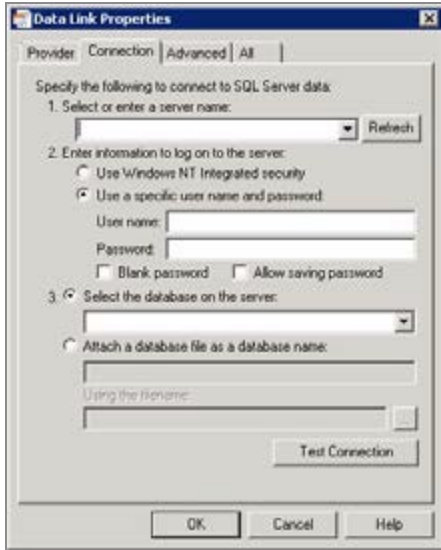 Data Link Properties
Provider Connection Advanced All
Specify the following to connect to SQL Server data:
1. Select or enter a server name:
Refresh
2. Enter information to log on to the server:
Use Windows NT Integrated security
Use a specific user name and password:
User name:
Password:
Blank password Allow saving password
3. Select the database on the server:
Attach a database file as a database name:
Using the filename:
...
Test Connection
OK Cancel Help